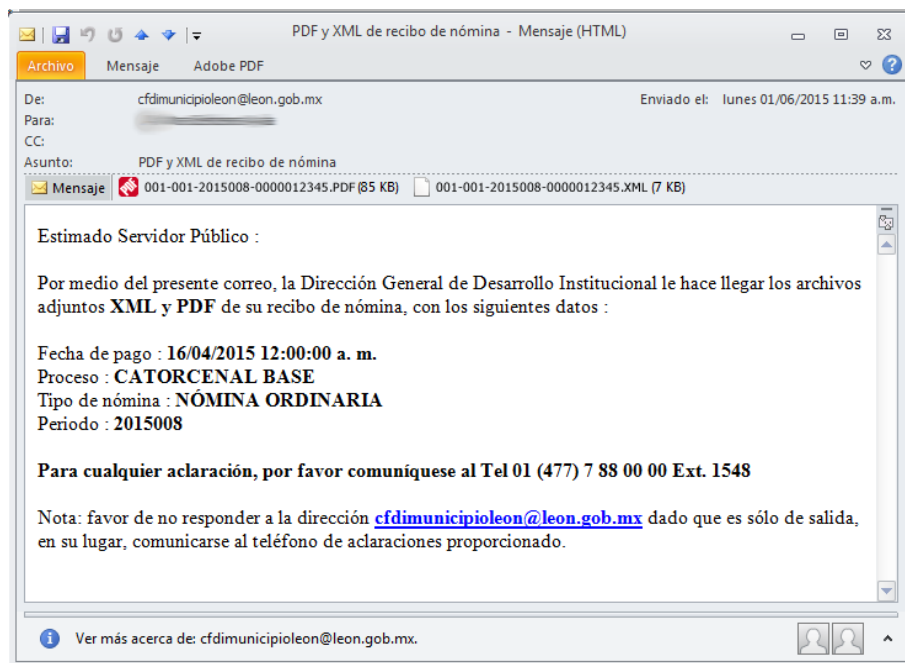 PDF y XML de recibo de nómina - Mensaje (HTML)
Archivo Mensaje Adobe PDF
De: cfdimunicipioleon@leon.gob.mx Enviado el: lunes 01/06/2015 11:39 a.m.
Para:
CC:
Asunto: PDF y XML de recibo de nómina
Mensaje 001-001-2015008-0000012345.PDF (85 KB) 001-001-2015008-0000012345.XML (7 KB)
Estimado Servidor Público :
Por medio del presente correo, la Dirección General de Desarrollo Institucional le hace llegar los archivos
adjuntos XML y PDF de su recibo de nómina, con los siguientes datos :
Fecha de pago : 16/04/2015 12:00:00 a. m.
Proceso : CATORCENAL BASE
Tipo de nómina : NÓMINA ORDINARIA
Periodo : 2015008
Para cualquier aclaración, por favor comuníquese al Tel 01 (477) 7 88 00 00 Ext. 1548
Nota: favor de no responder a la dirección cfdimunicipioleon@leon.gob.mx dado que es sólo de salida,
en su lugar, comunicarse al teléfono de aclaraciones proporcionado.
Ver más acerca de: cfdimunicipioleon@leon.gob.mx.